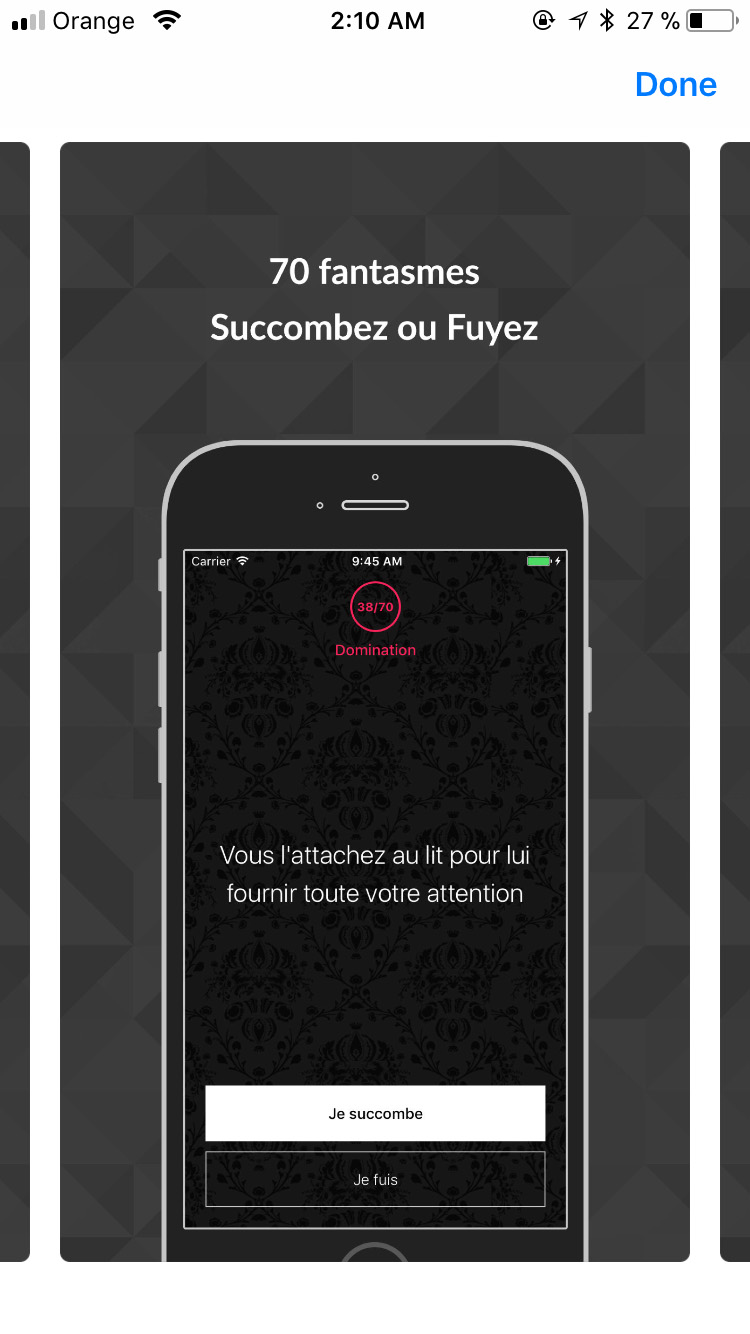 Orange 2:10 AM 27 %
Done
70 fantasmes
Succombez ou Fuyez
Carrier 9:45 AM
38/70
Domination
Vous l'attachez au lit pour lui
fournir toute votre attention
Je succombe
Je fuis